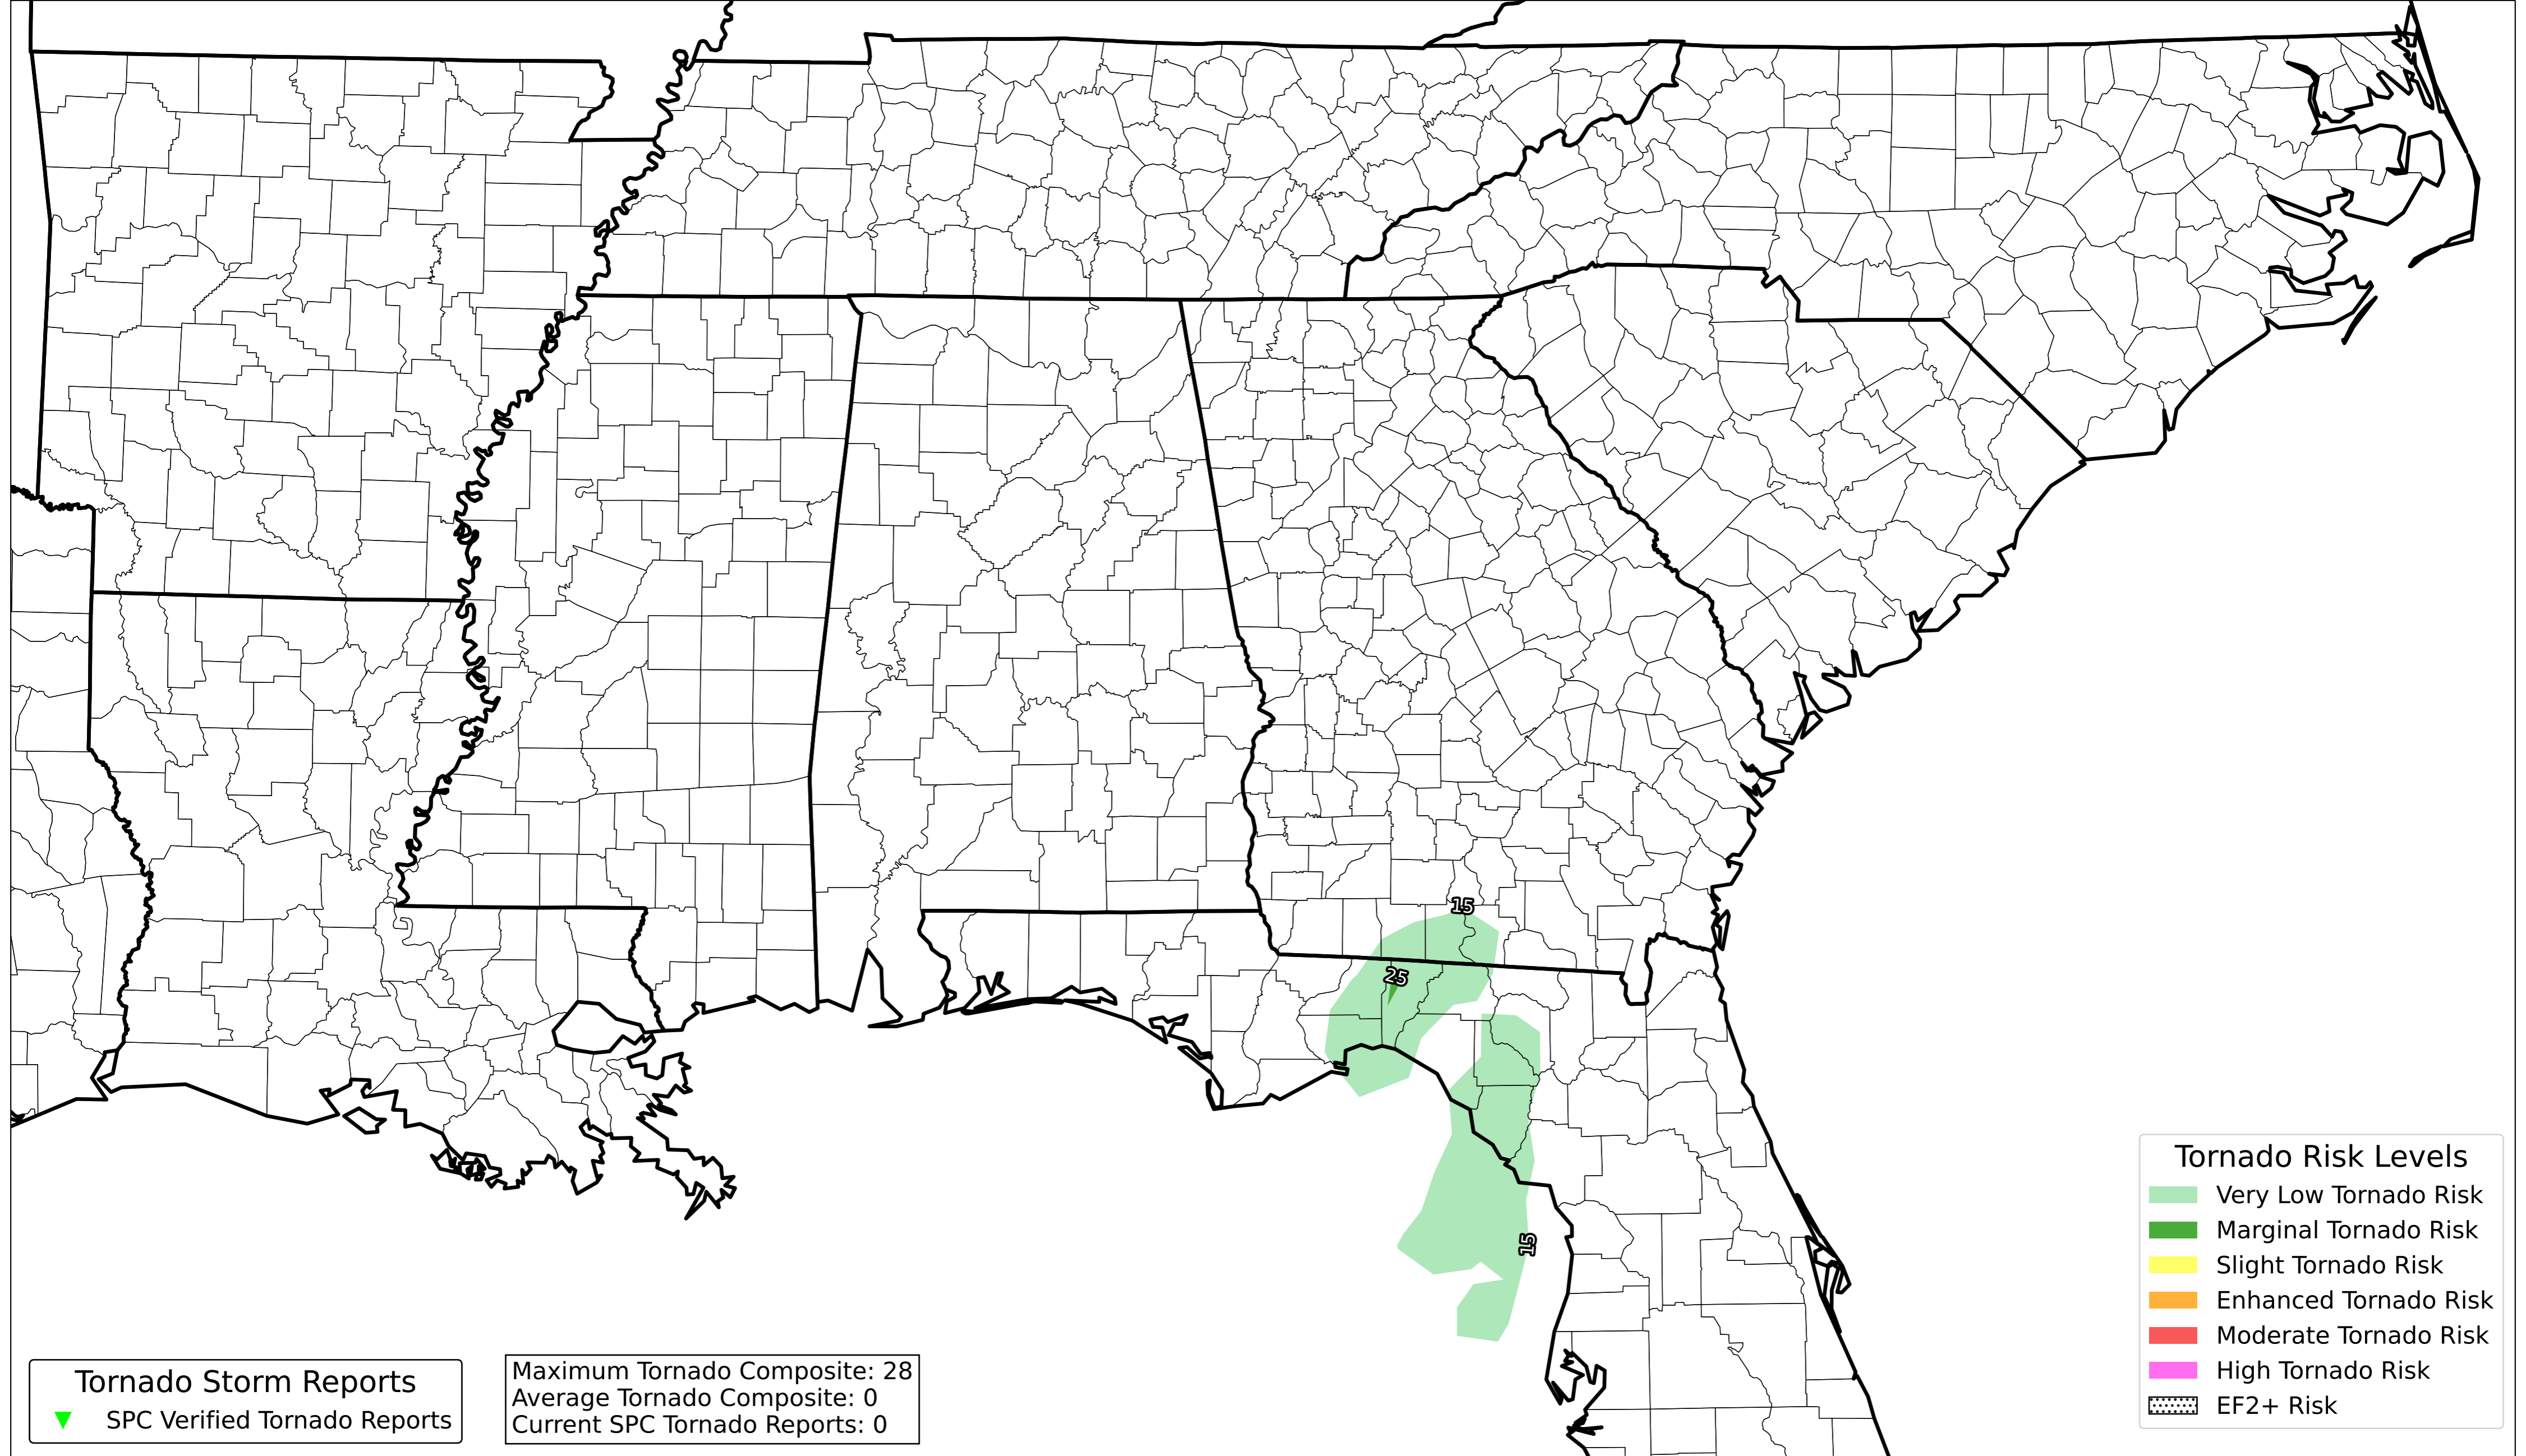 15
25
15
Tornado Risk Levels
Very Low Tornado Risk
Marginal Tornado Risk
Slight Tornado Risk
Enhanced Tornado Risk
Moderate Tornado Risk
High Tornado Risk
EF2+ Risk
Tornado Storm Reports
SPC Verified Tornado Reports
Maximum Tornado Composite: 28
Average Tornado Composite: 0
Current SPC Tornado Reports: 0